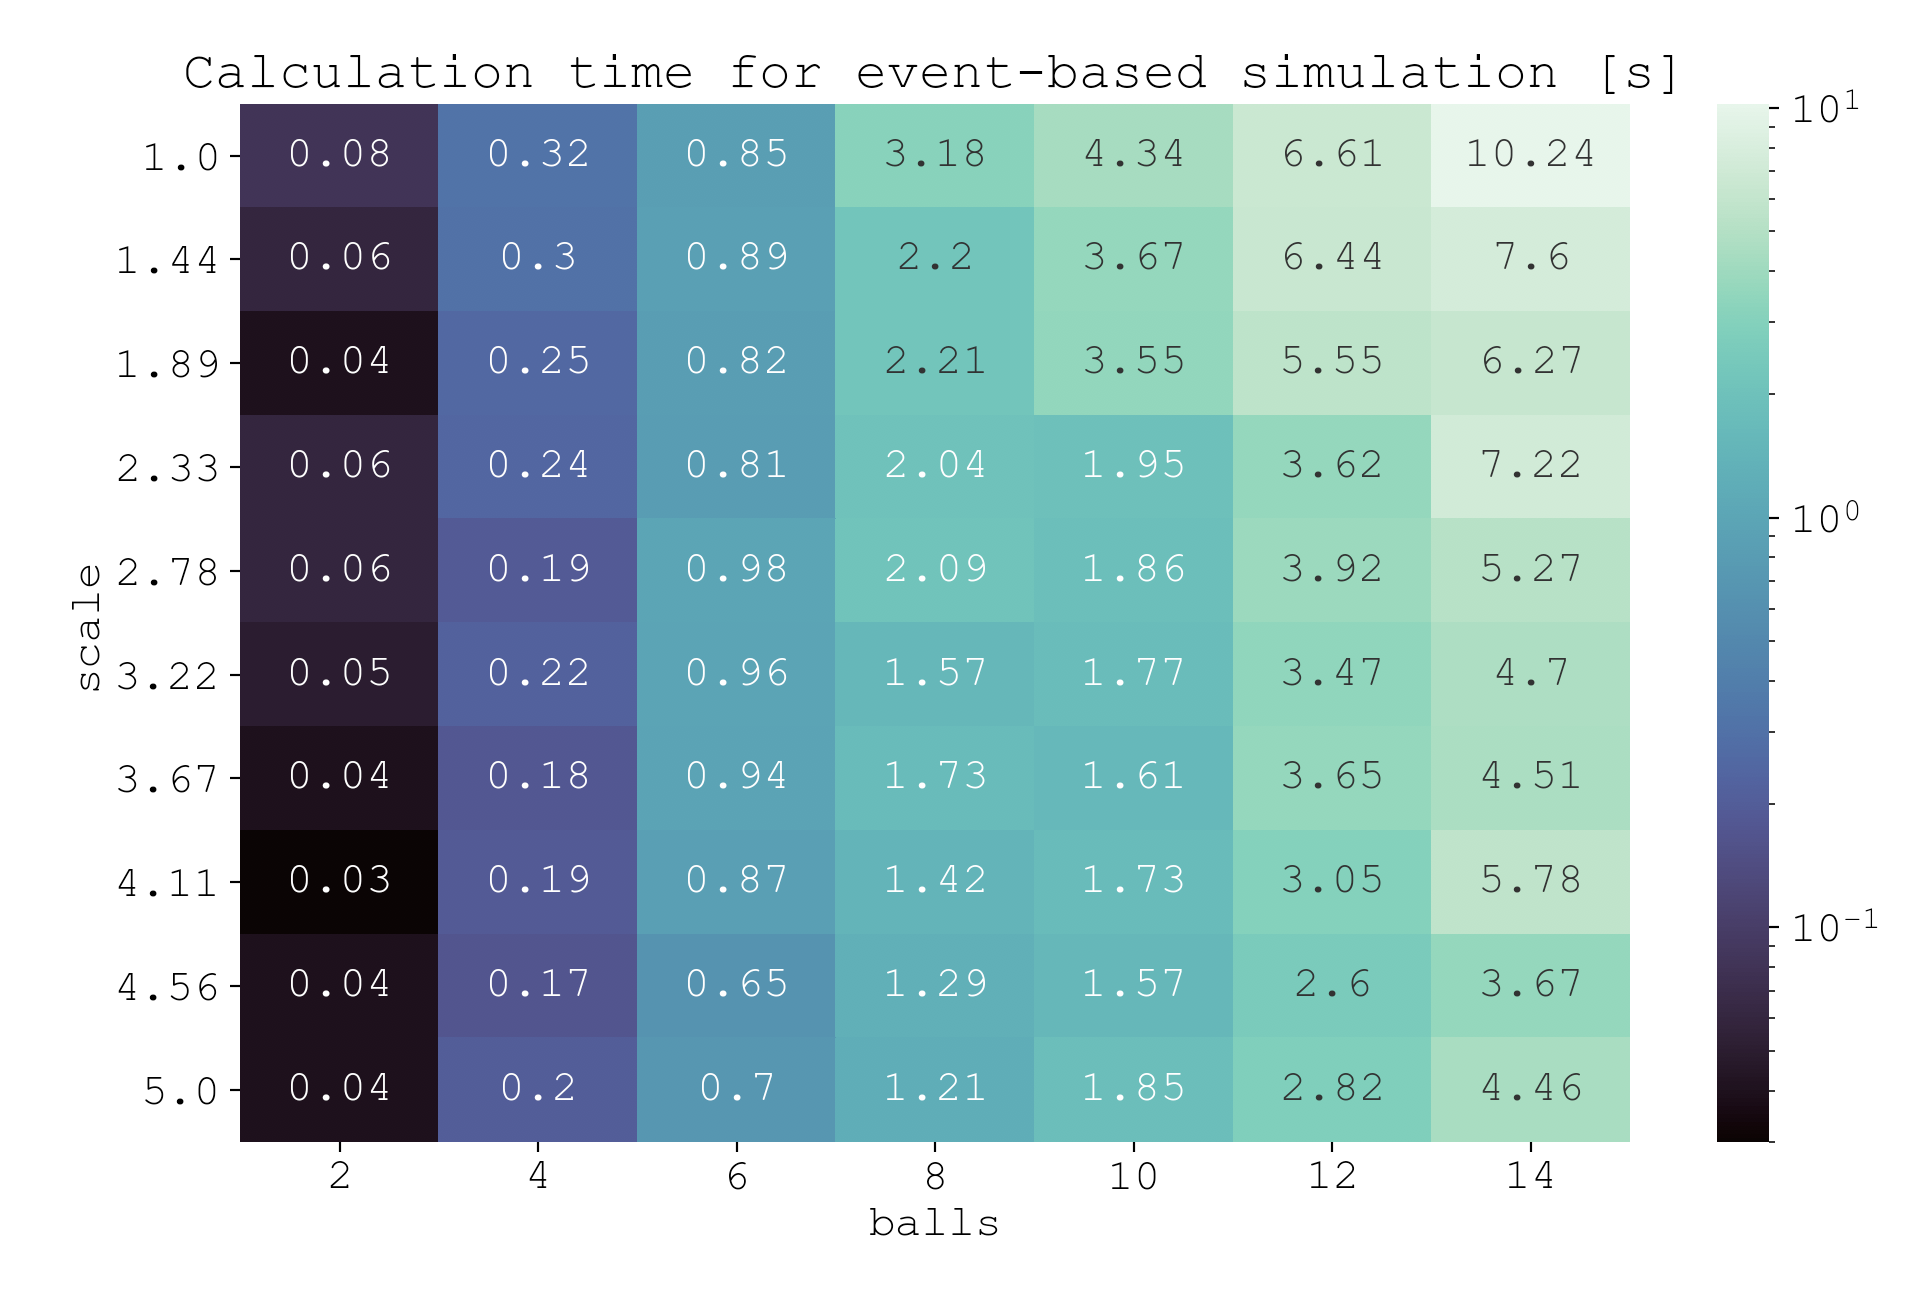 Calculation time for event-based simulation [s]
1.0 0.08 0.32 0.85 3.18 4.34 6.61 10.24
1.44 0.06 0.3 0.89 2.2 3.67 6.44 7.6
1.89 0.04 0.25 0.82 2.21 3.55 5.55 6.27
2.33 0.06 0.24 0.81 2.04 1.95 3.62 7.22
2.78 0.06 0.19 0.98 2.09 1.86 3.92 5.27
3.22 0.05 0.22 0.96 1.57 1.77 3.47 4.7
3.67 0.04 0.18 0.94 1.73 1.61 3.65 4.51
4.11 0.03 0.19 0.87 1.42 1.73 3.05 5.78
4.56 0.04 0.17 0.65 1.29 1.57 2.6 3.67
5.0 0.04 0.2 0.7 1.21 1.85 2.82 4.46
2 4 6 8 10 12 14
balls
scale
10¹
10⁰
10⁻¹